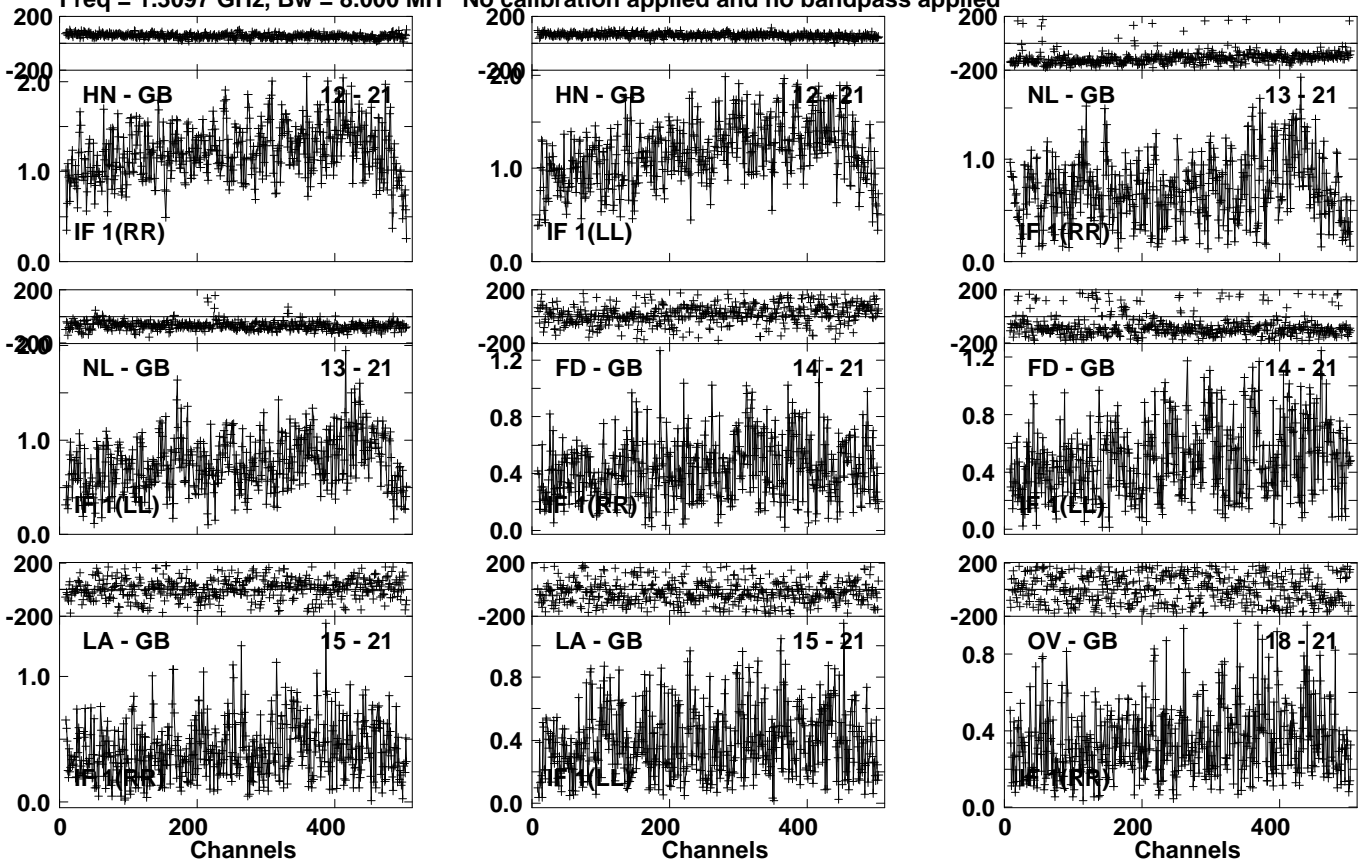 Freq = 1.3097 GHz, Bw = 8.000 MH No calibration applied and no bandpass applied
200 200 200
-200 -200 -200
2.0 2.0
HN - GB 12 - 21 HN - GB 12 - 21 NL - GB 13 - 21
1.0 1.0 1.0
IF 1(RR) IF 1(LL) IF 1(RR)
0.0 0.0 0.0
200 200 200
-200 -200 -200
2.0 1.2 1.2
NL - GB 13 - 21 FD - GB 14 - 21 FD - GB 14 - 21
0.8 0.8
1.0
0.4 0.4
IF 1(LL) IF 1(RR) IF 1(LL)
0.0 0.0 0.0
200 200 200
-200 -200 -200
LA - GB 15 - 21 LA - GB 15 - 21 OV - GB 18 - 21
1.0 0.8 0.8
0.4 0.4
IF 1(RR) IF 1(LL) IF 1(RR)
0.0 0.0 0.0
0 200 400 0 200 400 0 200 400
Channels Channels Channels